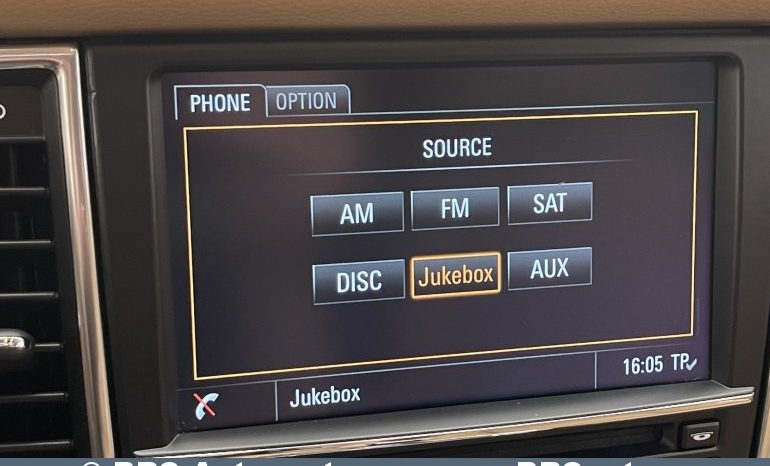 PHONE OPTION
SOURCE
AM FM SAT
DISC Jukebox AUX
Jukebox 16:05 TP